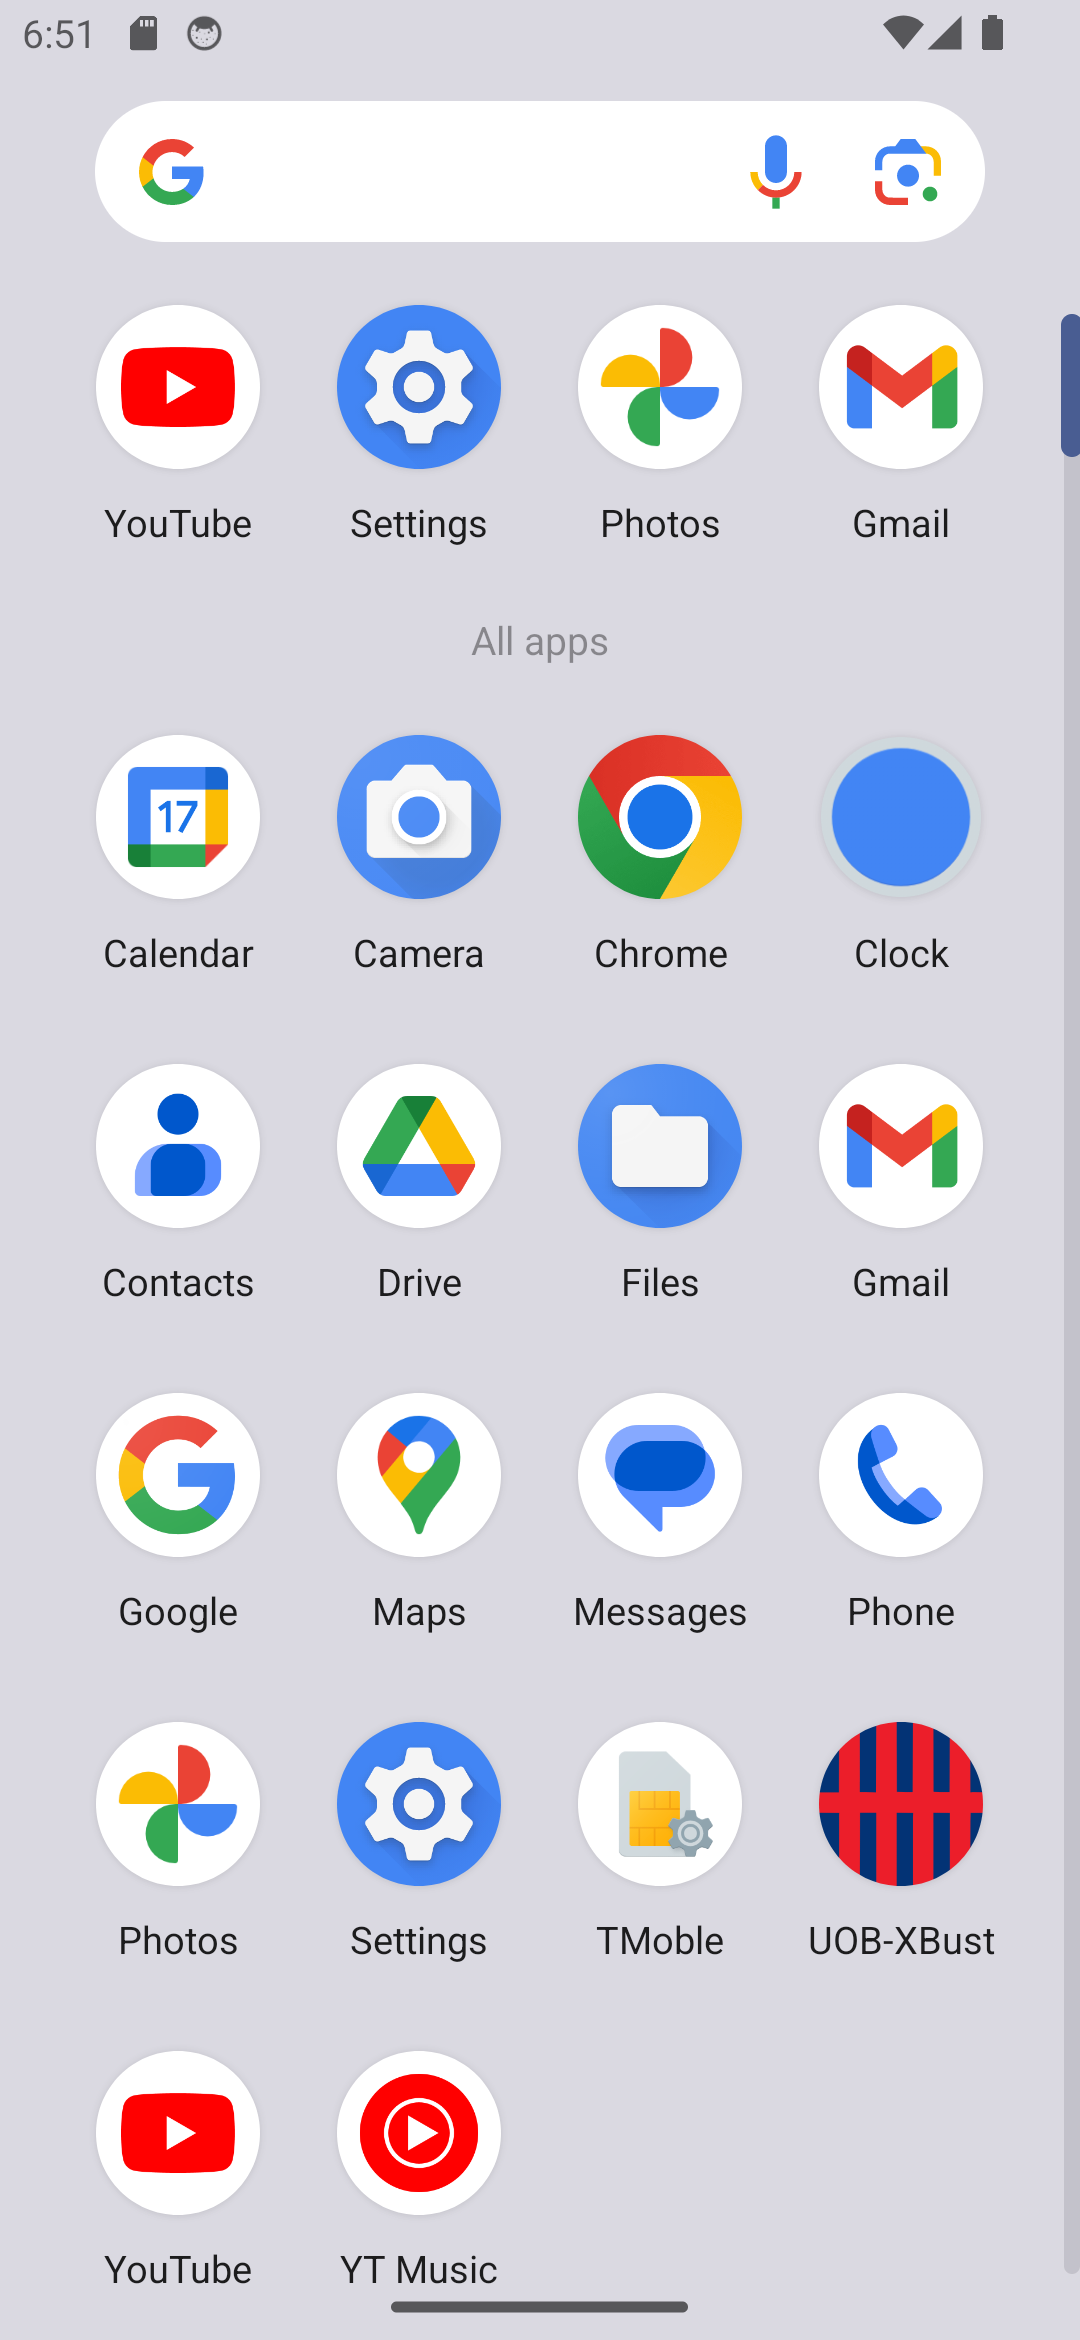 6:51
YouTube Settings Photos Gmail
All apps
17
Calendar Camera Chrome Clock
Contacts Drive Files Gmail
Google Maps Messages Phone
Photos Settings TMoble UOB-XBust
YouTube YT Music